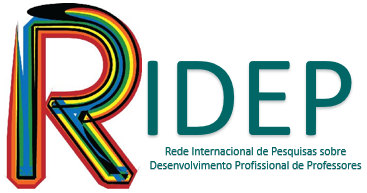 RIDEP
Rede Internacional de Pesquisas sobre
Desenvolvimento Profissional de Professores